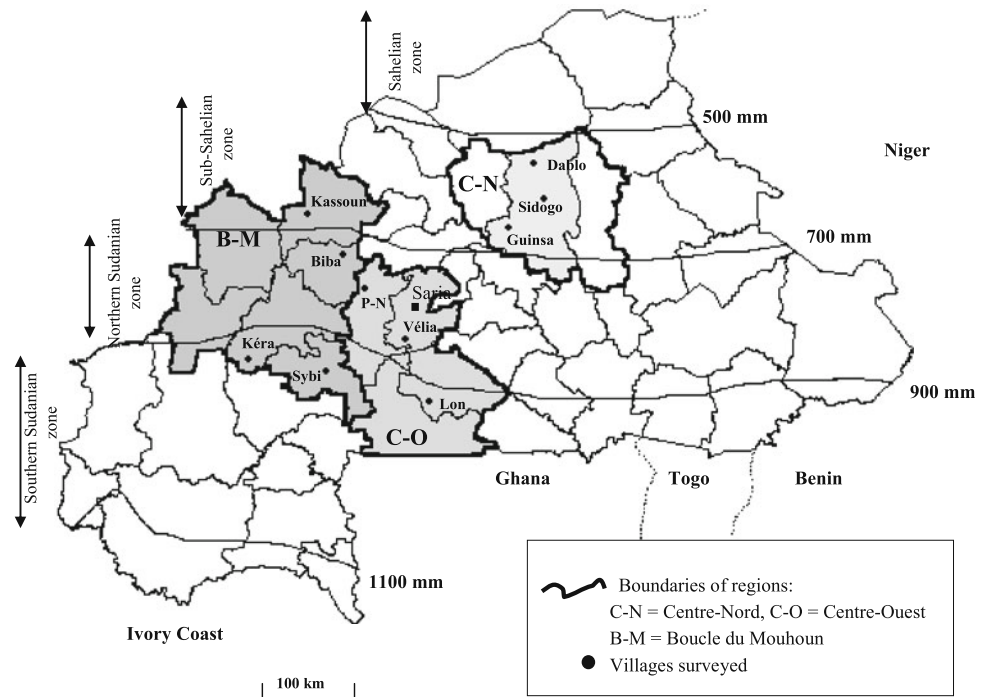 Sahelian
zone
500 mm
Sub-Sahelian
zone
Niger
Dablo
C-N
Kassoun
Sidogo
Guinsa
B-M
700 mm
Biba
Northern Sudanian
zone
P-N
Saria
Vélia
Kéra
Sybi
900 mm
Lon
Southern Sudanian
zone
C-O
Ghana
Togo
Benin
1100 mm
Boundaries of regions:
C-N = Centre-Nord, C-O = Centre-Ouest
B-M = Boucle du Mouhoun
Villages surveyed
Ivory Coast
100 km